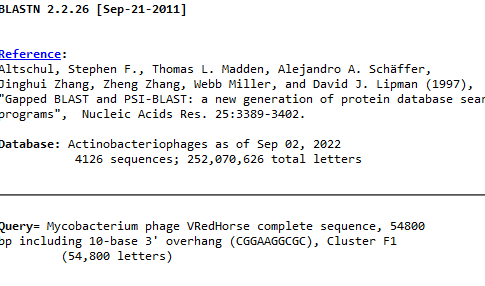 BLASTN 2.2.26 [Sep-21-2011]
Reference:
Altschul, Stephen F., Thomas L. Madden, Alejandro A. Schäffer,
Jinghui Zhang, Zheng Zhang, Webb Miller, and David J. Lipman (1997),
"Gapped BLAST and PSI-BLAST: a new generation of protein database sear
programs",  Nucleic Acids Res. 25:3389-3402.
Database: Actinobacteriophages as of Sep 02, 2022
4126 sequences; 252,070,626 total letters
Query= Mycobacterium phage VRedHorse complete sequence, 54800
bp including 10-base 3' overhang (CGGAAGGCGC), Cluster F1
(54,800 letters)